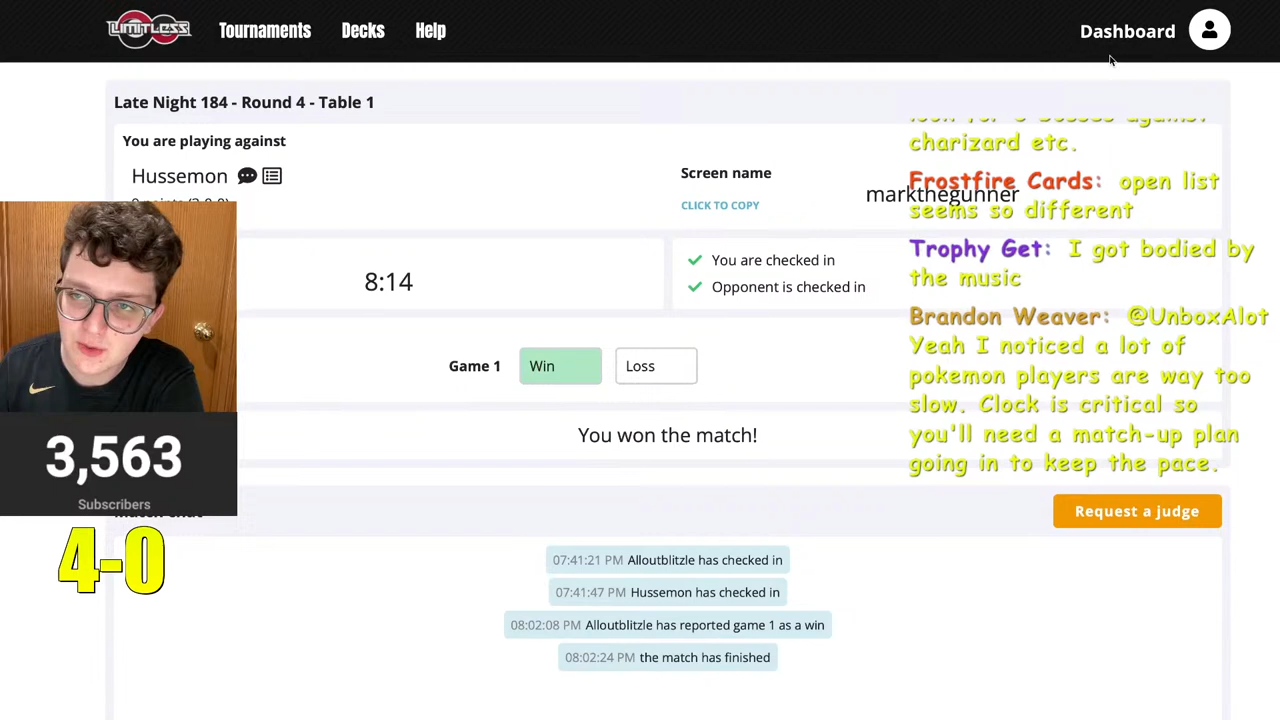 LIMITLESS
Tournaments
Decks
Help
Dashboard
Late Night 184 - Round 4 - Table 1
You are playing against
Hussemon
Screen name
CLICK TO COPY
markthegunner
8:14
You are checked in
Opponent is checked in
Game 1
Win
Loss
You won the match!
Request a judge
07:41:21 PM Alloutblitzle has checked in
07:41:47 PM Hussemon has checked in
08:02:08 PM Alloutblitzle has reported game 1 as a win
08:02:24 PM the match has finished
charizard etc.
Frostfire Cards: open list
seems so different
Trophy Get: I got bodied by
the music
Brandon Weaver: @UnboxAlot
Yeah I noticed a lot of
pokemon players are way too
slow. Clock is critical so
you'll need a match-up plan
going in to keep the pace.
3,563
Subscribers
4-0